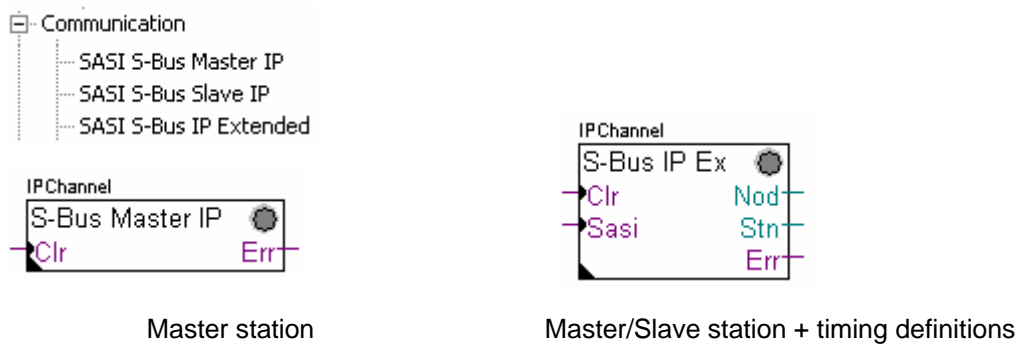 Communication
SASI S-Bus Master IP
SASI S-Bus Slave IP
SASI S-Bus IP Extended
IPChannel
S-Bus Master IP
Clr Err
IPChannel
S-Bus IP Ex
Clr Nod
Sasi Stn
Err
Master station
Master/Slave station + timing definitions